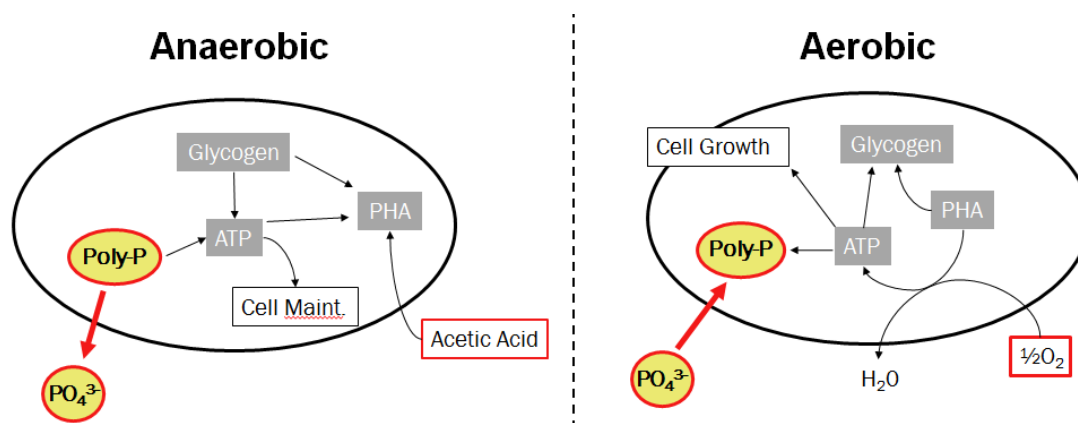 Anaerobic
Glycogen
PHA
ATP
Poly-P
Cell Maint.
Acetic Acid
PO₄³⁻
Aerobic
Cell Growth
Glycogen
PHA
Poly-P
ATP
½O₂
H₂O
PO₄³⁻